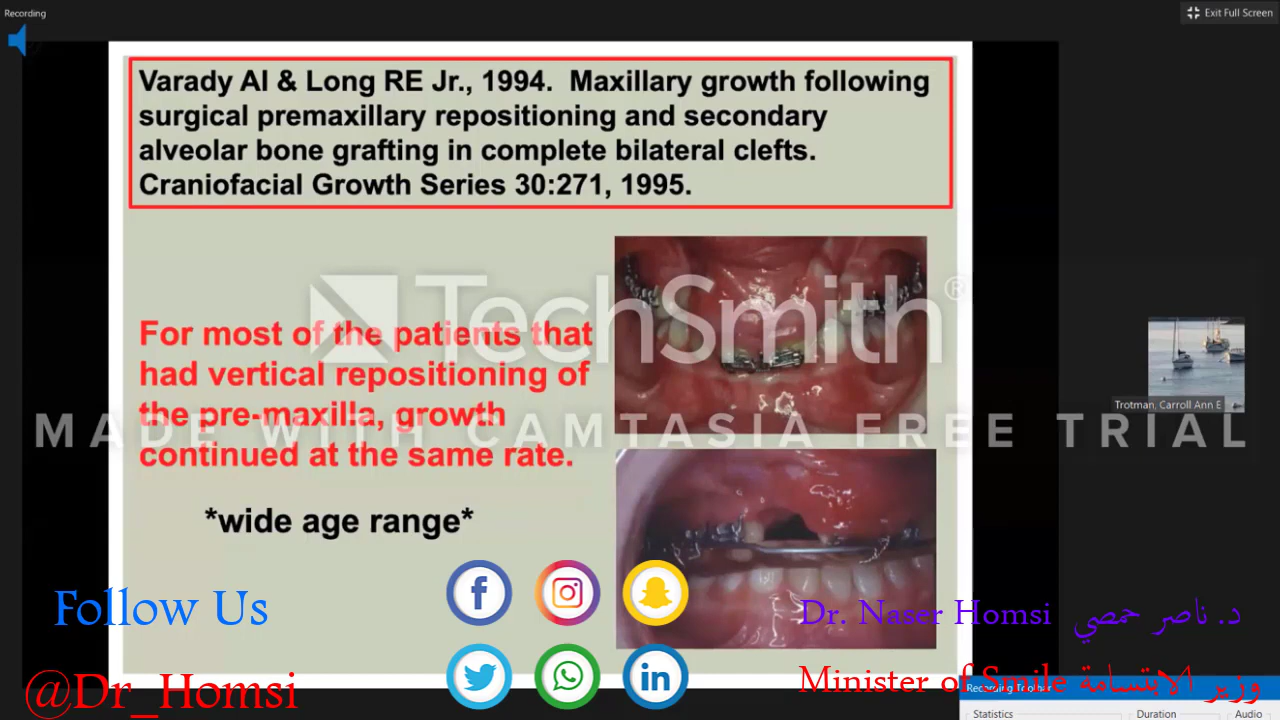 Recording
Exit Full Screen
Varady AI & Long RE Jr., 1994. Maxillary growth following
surgical premaxillary repositioning and secondary
alveolar bone grafting in complete bilateral clefts.
Craniofacial Growth Series 30:271, 1995.
TechSmith®
For most of the patients that
had vertical repositioning of
the pre-maxilla, growth
continued at the same rate.
Trotman, Carroll Ann E
MADE WITH CAMTASIA FREE TRIAL
*wide age range*
Follow Us
Dr. Naser Homsi د. ناصر حمصي
@Dr_Homsi
Minister of Smile وزير الابتسامة
Recording Toolbar
Statistics
Duration
Audio